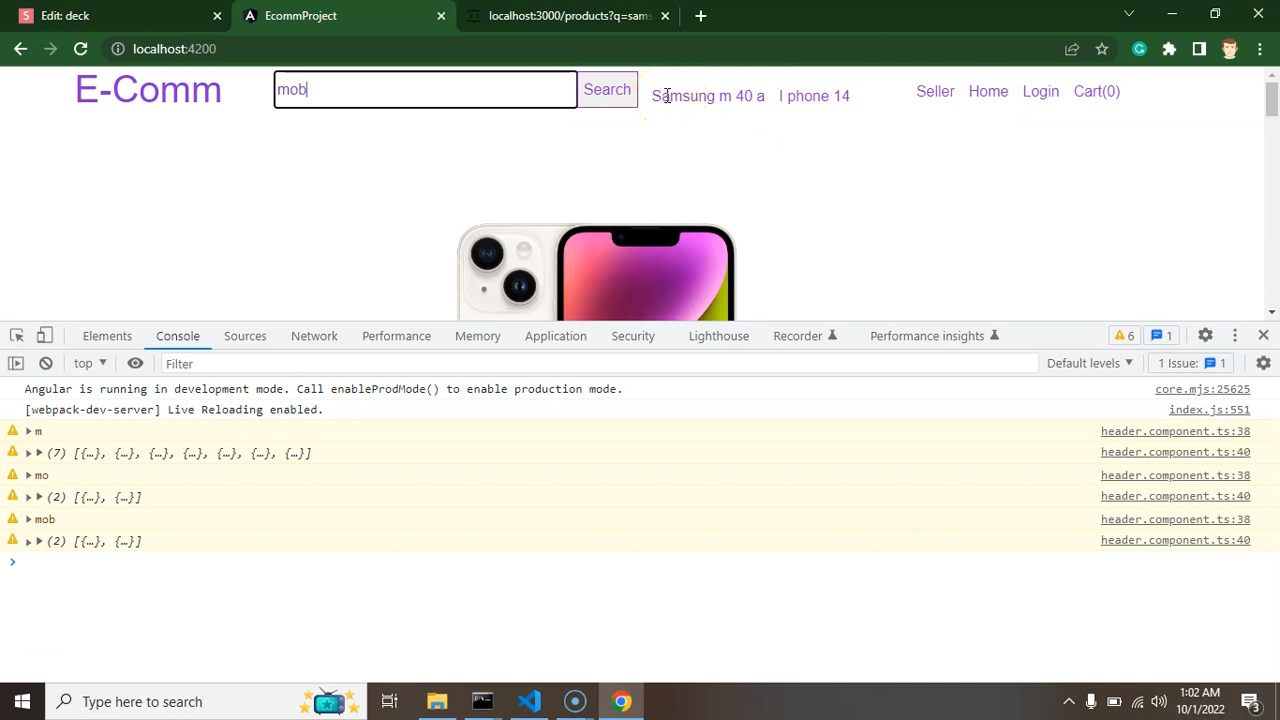 Edit: deck
EcommProject
localhost:3000/products?q=sams
localhost:4200
E-Comm
mob
Search
Samsung m 40 a
I phone 14
Seller
Home
Login
Cart(0)
Elements
Console
Sources
Network
Performance
Memory
Application
Security
Lighthouse
Recorder
Performance insights
6
1
top
Filter
Default levels
1 Issue:
1
Angular is running in development mode. Call enableProdMode() to enable production mode.
core.mjs:25625
[webpack-dev-server] Live Reloading enabled.
index.js:551
m
header.component.ts:38
(7) [{…}, {…}, {…}, {…}, {…}, {…}, {…}]
header.component.ts:40
mo
header.component.ts:38
(2) [{…}, {…}]
header.component.ts:40
mob
header.component.ts:38
(2) [{…}, {…}]
header.component.ts:40
Type here to search
1:02 AM
10/1/2022
3